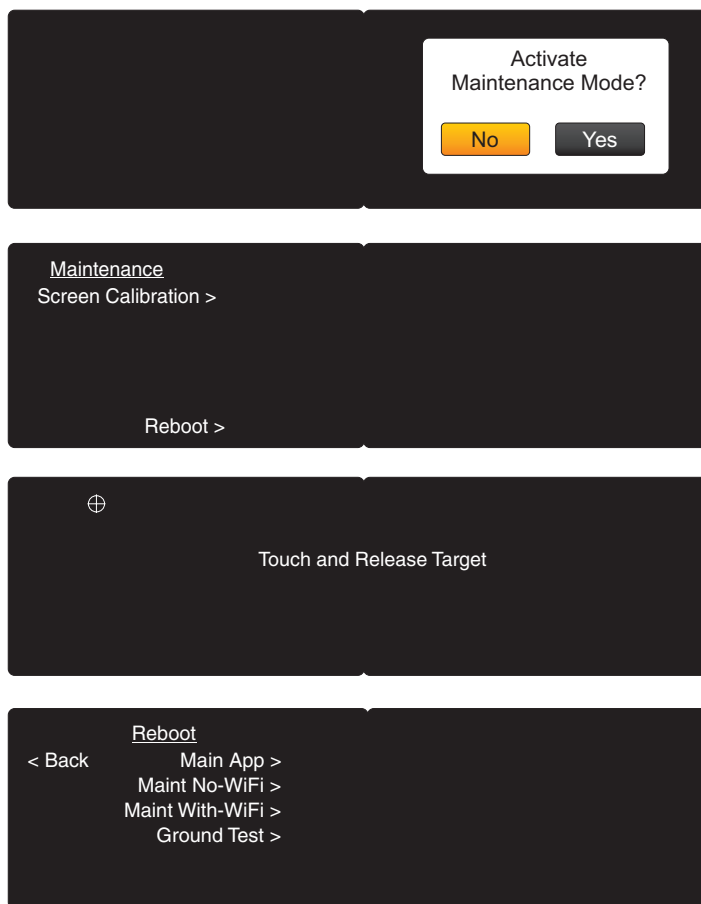 Activate
Maintenance Mode?
No Yes
Maintenance
Screen Calibration >
Reboot >
Touch and Release Target
Reboot
< Back Main App >
Maint No-WiFi >
Maint With-WiFi >
Ground Test >